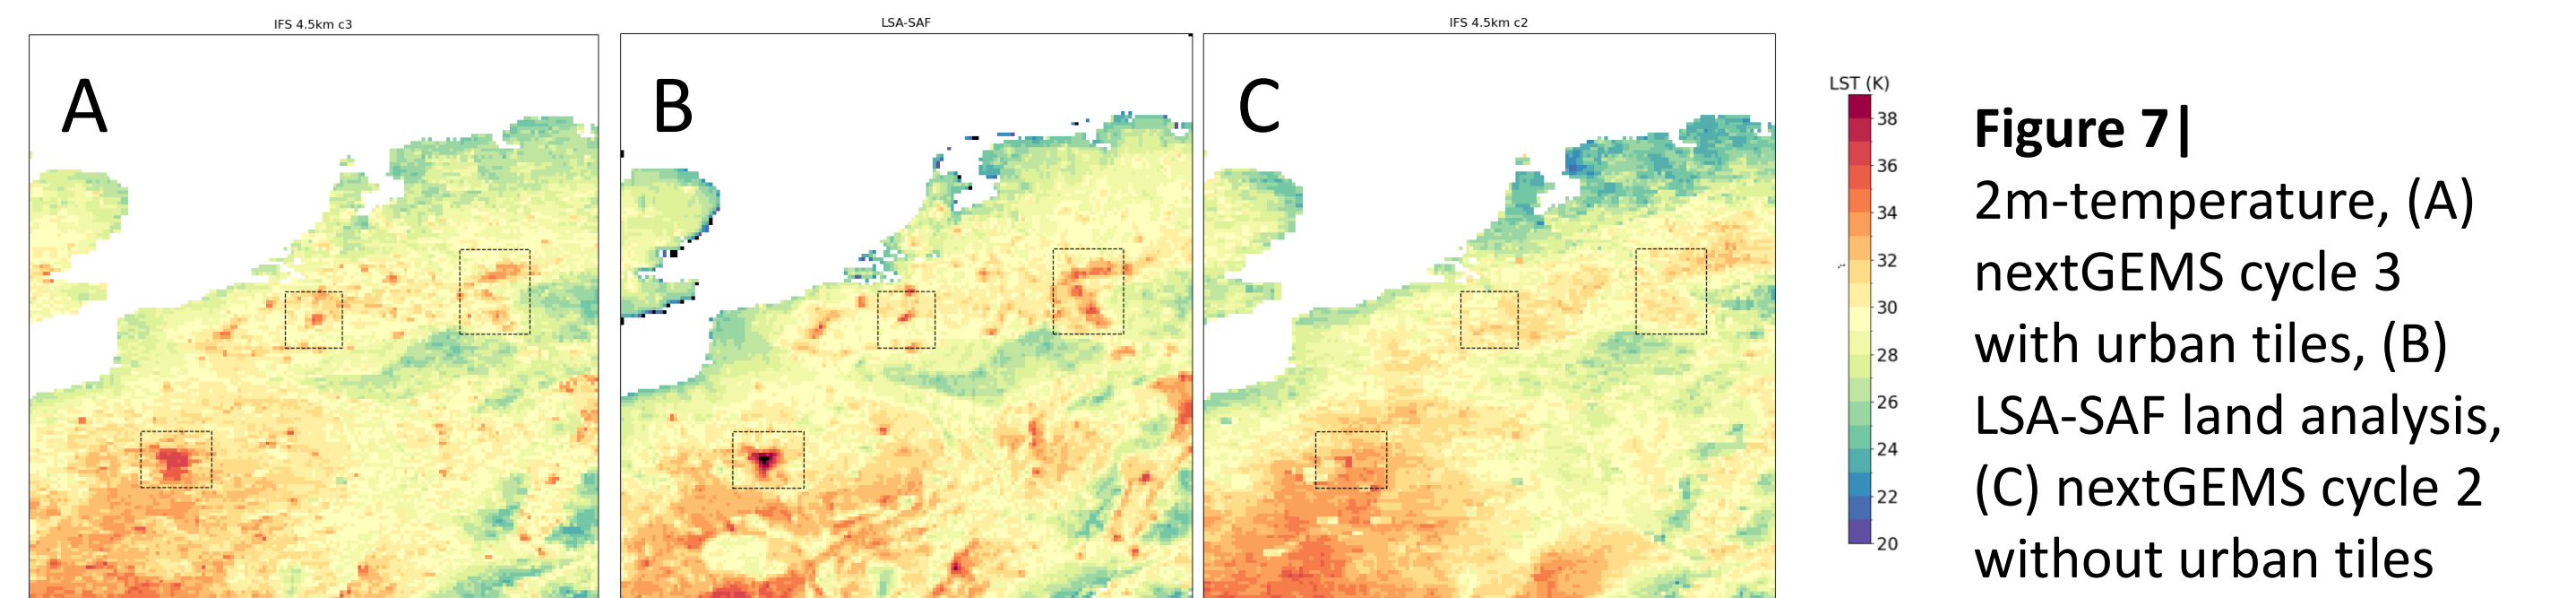 IFS 4.5km c3
LSA-SAF
IFS 4.5km c2
A
B
C
LST (K)
38
36
34
32
30
28
26
24
22
20
Figure 7|
2m-temperature, (A)
nextGEMS cycle 3
with urban tiles, (B)
LSA-SAF land analysis,
(C) nextGEMS cycle 2
without urban tiles